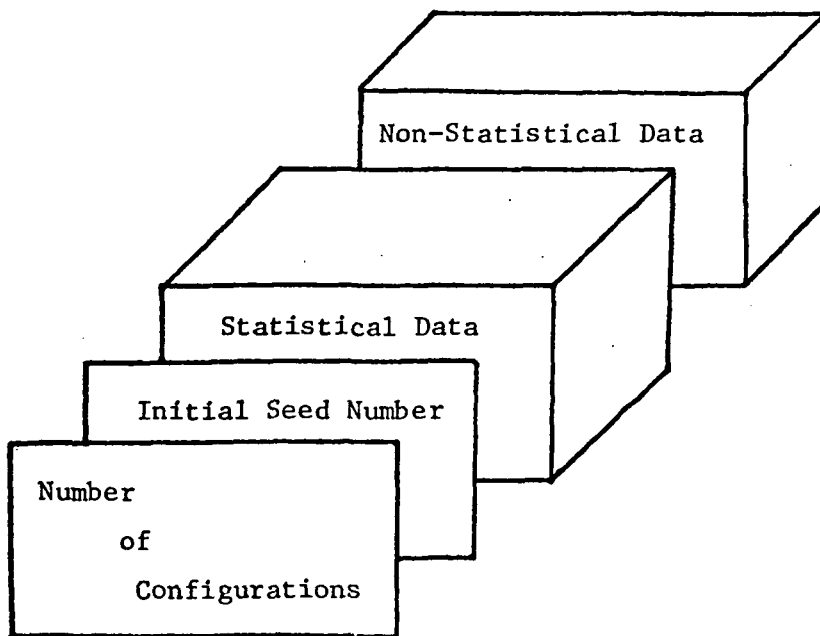 Non-Statistical Data
Statistical Data
Initial Seed Number
Number
of
Configurations